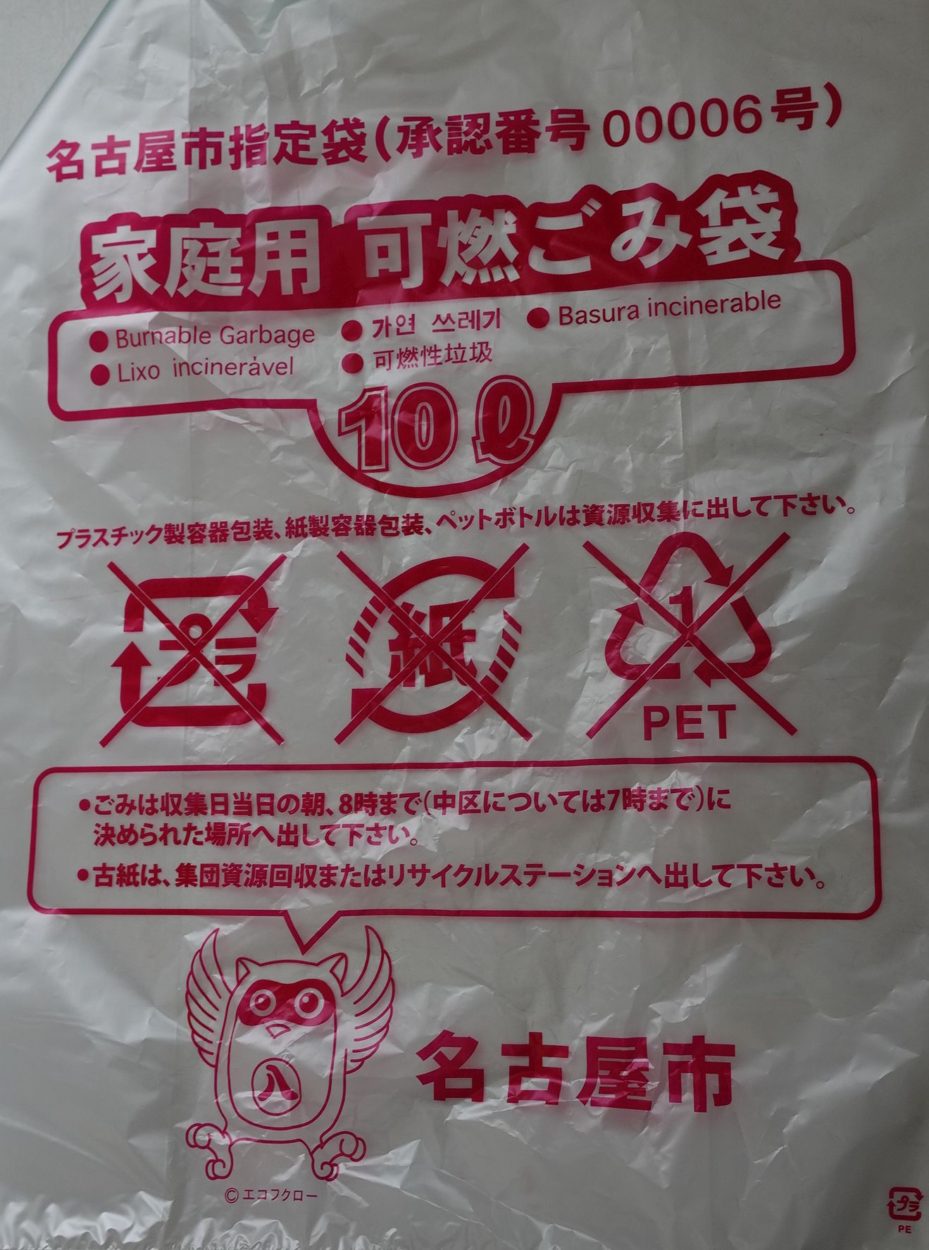 名古屋市指定袋(承認番号00006号)
家庭用 可燃ごみ袋
●Burnable Garbage ●가연 쓰레기 ●Basura incinerable
●Lixo incinerável ●可燃性垃圾
10ℓ
プラスチック製容器包装、紙製容器包装、ペットボトルは資源収集に出して下さい。
プラ 紙 1
PET
●ごみは収集日当日の朝、8時まで(中区については7時まで)に
決められた場所へ出して下さい。
●古紙は、集団資源回収またはリサイクルステーションへ出して下さい。
八
名古屋市
©エコフクロー
プラ
PE